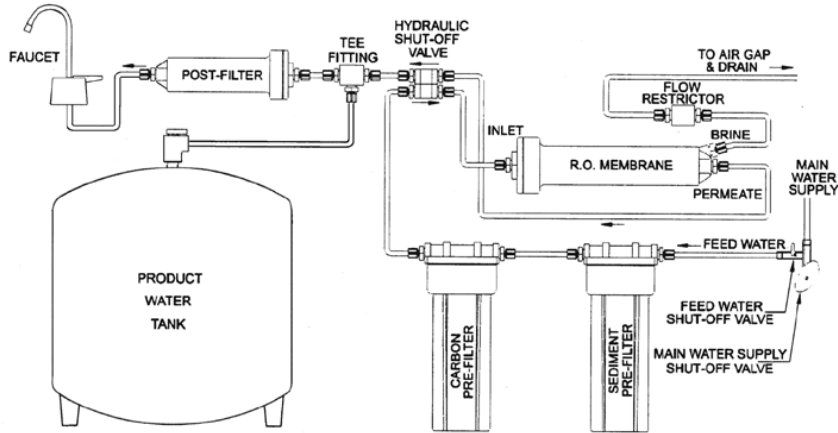 FAUCET
POST-FILTER
TEE
FITTING
HYDRAULIC
SHUT-OFF
VALVE
TO AIR GAP
& DRAIN
FLOW
RESTRICTOR
INLET
BRINE
R.O. MEMBRANE
PERMEATE
MAIN
WATER
SUPPLY
FEED WATER
PRODUCT
WATER
TANK
CARBON
PRE-FILTER
SEDIMENT
PRE-FILTER
FEED WATER
SHUT-OFF VALVE
MAIN WATER SUPPLY
SHUT-OFF VALVE